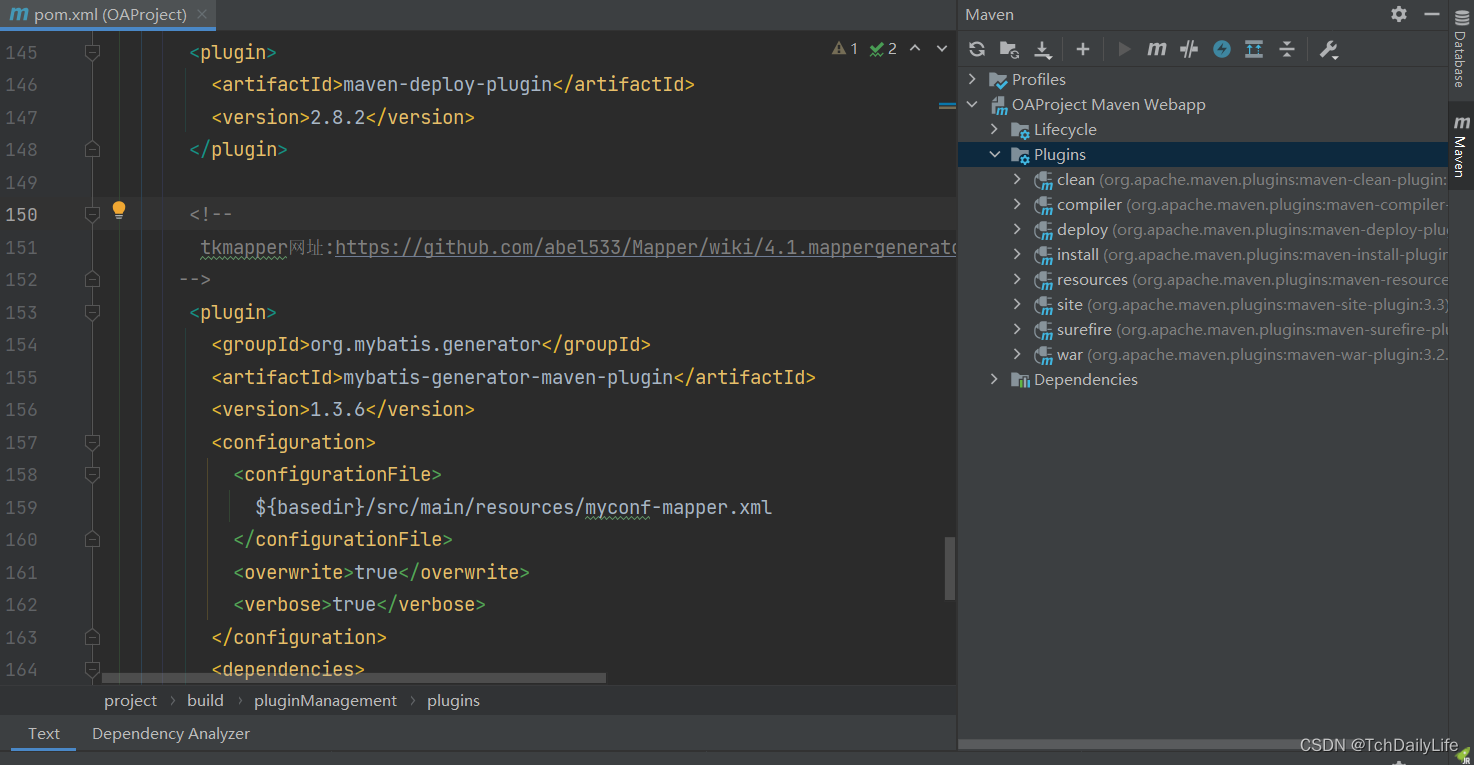 pom.xml (OAProject)
145 <plugin>
146 <artifactId>maven-deploy-plugin</artifactId>
147 <version>2.8.2</version>
148 </plugin>
149
150 <!--
151 tkmapper网址:https://github.com/abel533/Mapper/wiki/4.1.mappergenerato
152 -->
153 <plugin>
154 <groupId>org.mybatis.generator</groupId>
155 <artifactId>mybatis-generator-maven-plugin</artifactId>
156 <version>1.3.6</version>
157 <configuration>
158 <configurationFile>
159 ${basedir}/src/main/resources/myconf-mapper.xml
160 </configurationFile>
161 <overwrite>true</overwrite>
162 <verbose>true</verbose>
163 </configuration>
164 <dependencies>
1 2
project > build > pluginManagement > plugins
Text Dependency Analyzer
Maven
Profiles
OAProject Maven Webapp
Lifecycle
Plugins
clean (org.apache.maven.plugins:maven-clean-plugin:
compiler (org.apache.maven.plugins:maven-compiler-
deploy (org.apache.maven.plugins:maven-deploy-plu
install (org.apache.maven.plugins:maven-install-plugin
resources (org.apache.maven.plugins:maven-resource
site (org.apache.maven.plugins:maven-site-plugin:3.3)
surefire (org.apache.maven.plugins:maven-surefire-plu
war (org.apache.maven.plugins:maven-war-plugin:3.2.
Dependencies
Database
Maven
CSDN @TchDailyLife